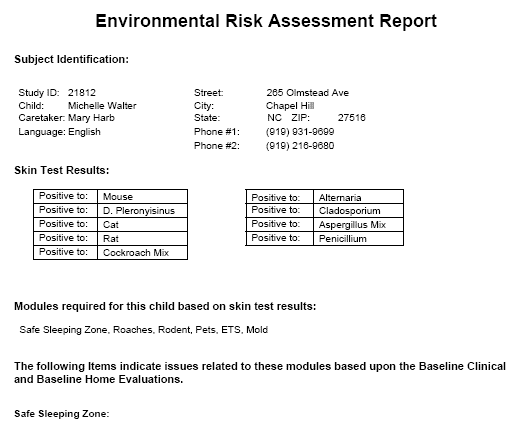 Environmental Risk Assessment Report
Subject Identification:
Study ID: 21812 Street: 265 Olmstead Ave
Child: Michelle Walter City: Chapel Hill
Caretaker: Mary Harb State: NC ZIP: 27516
Language: English Phone #1: (919) 931-9699
Phone #2: (919) 216-9680
Skin Test Results:
Positive to: Mouse Positive to: Alternaria
Positive to: D. Pleronyisinus Positive to: Cladosporium
Positive to: Cat Positive to: Aspergillus Mix
Positive to: Rat Positive to: Penicillium
Positive to: Cockroach Mix
Modules required for this child based on skin test results:
Safe Sleeping Zone, Roaches, Rodent, Pets, ETS, Mold
The following Items indicate issues related to these modules based upon the Baseline Clinical
and Baseline Home Evaluations.
Safe Sleeping Zone: